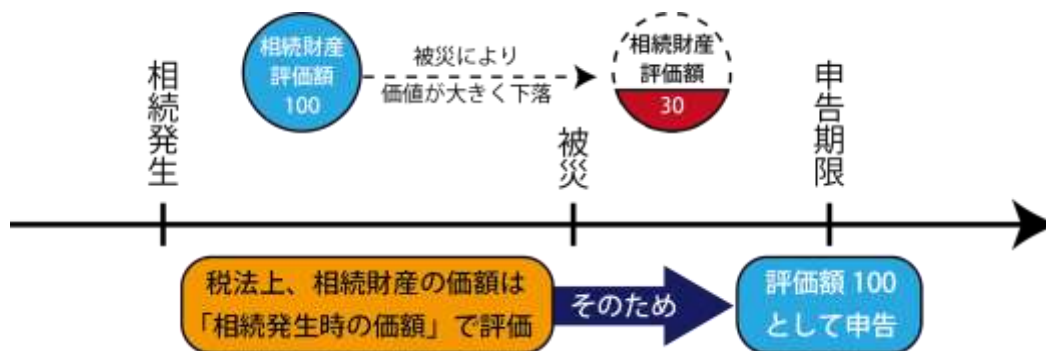 相続財産
評価額
100
被災により
価値が大きく下落
相続財産
評価額
30
相続発生
被災
申告期限
税法上、相続財産の価額は
「相続発生時の価額」で評価
そのため
評価額 100
として申告